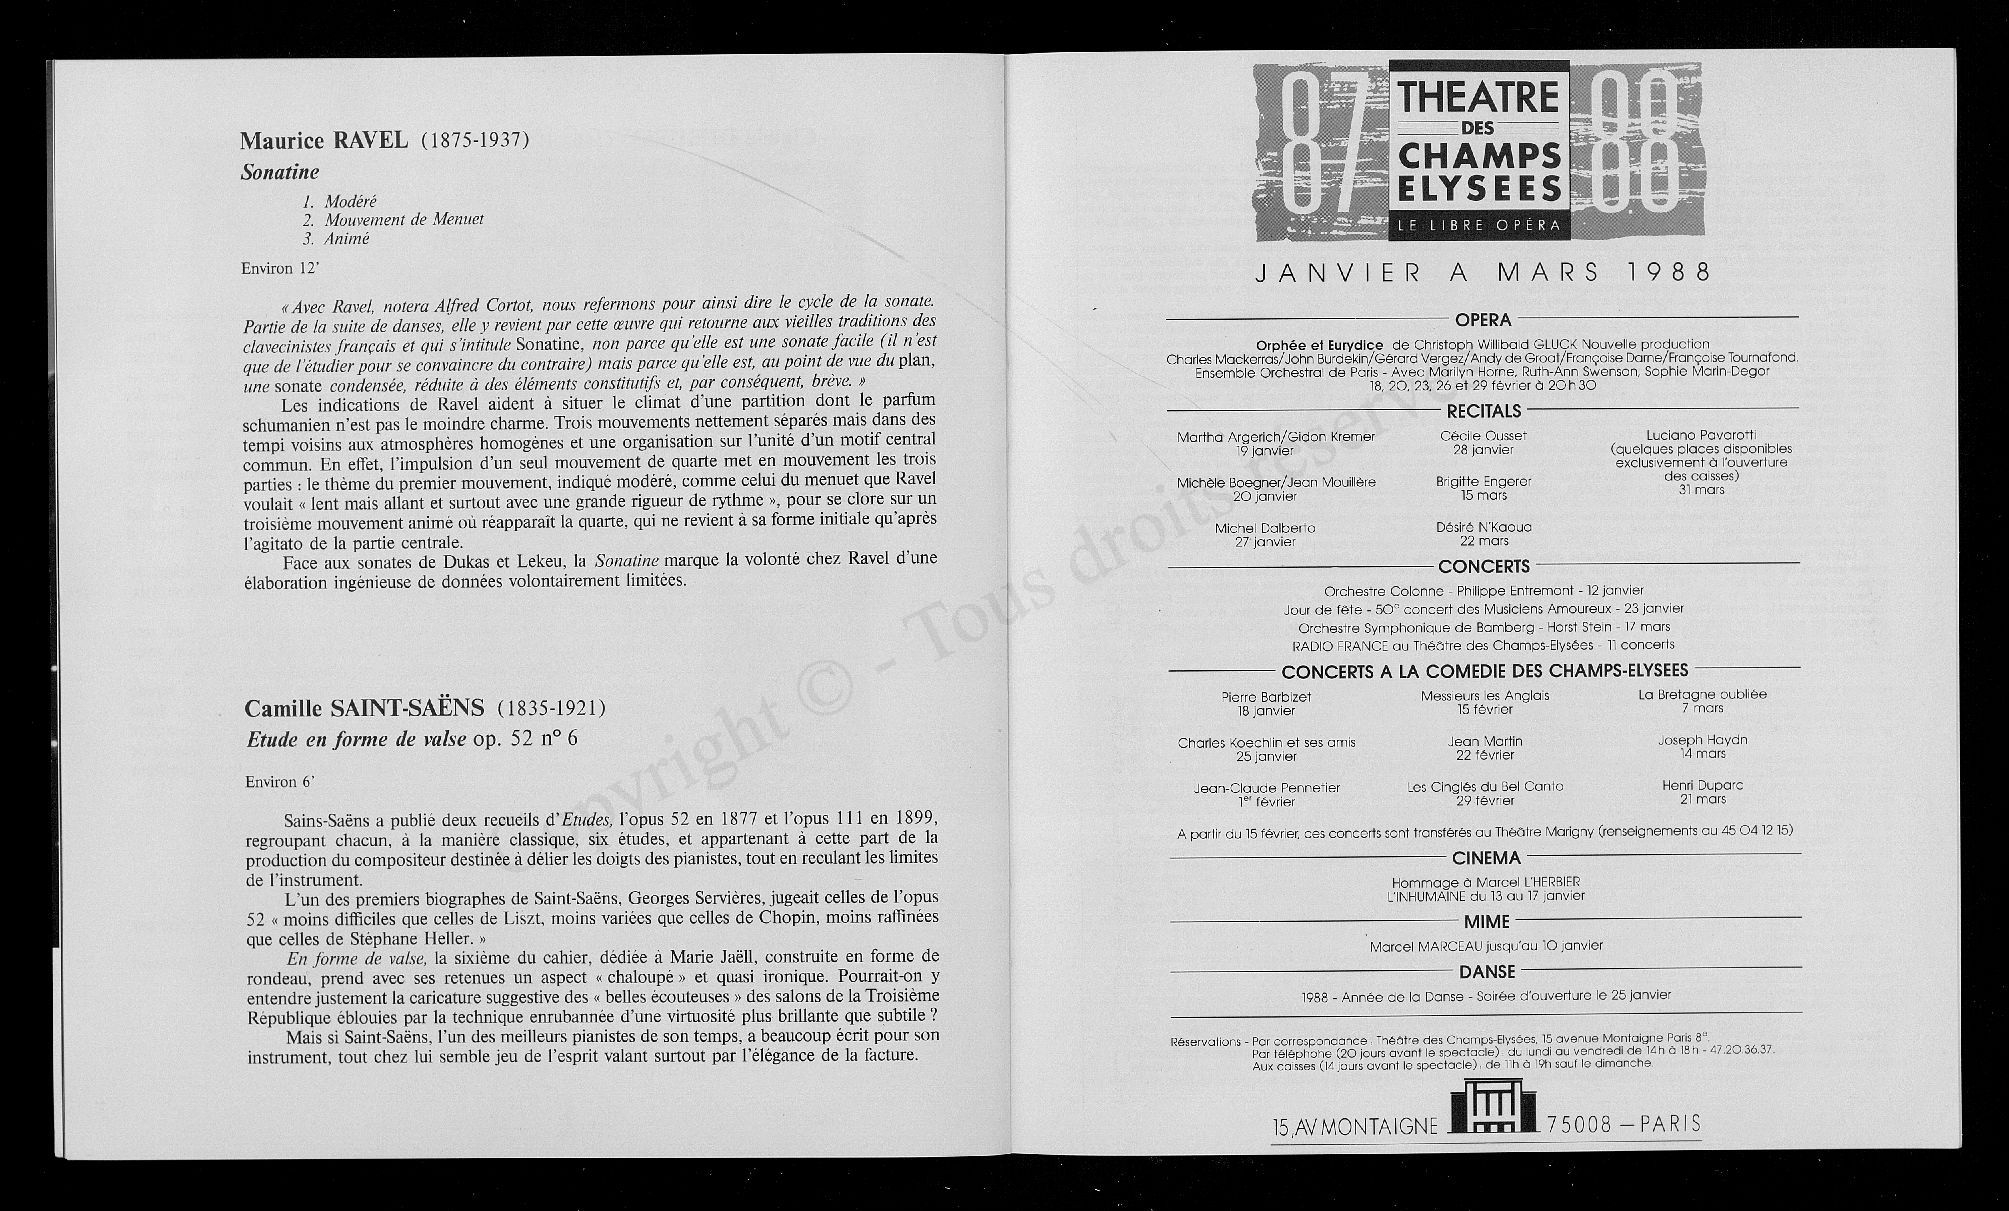 Maurice RAVEL (1875-1937)
Sonatine
1. Modéré
2. Mouvement de Menuet
3. Animé
Environ 12’
« Avec Ravel, notera Alfred Cortot, nous refermons pour ainsi dire le cycle de la sonate.
Partie de la suite de danses, elle y revient par cette œuvre qui retourne aux vieilles traditions des
clavecinistes français et qui s’intitule Sonatine, non parce qu’elle est une sonate facile (il n’est
que de l’étudier pour se convaincre du contraire) mais parce qu’elle est, au point de vue du plan,
une sonate condensée, réduite à des éléments constitutifs et, par conséquent, brève. »
Les indications de Ravel aident à situer le climat d’une partition dont le parfum
schumanien n’est pas le moindre charme. Trois mouvements nettement séparés mais dans des
tempi voisins aux atmosphères homogènes et une organisation sur l’unité d’un motif central
commun. En effet, l’impulsion d’un seul mouvement de quarte met en mouvement les trois
parties : le thème du premier mouvement, indiqué modéré, comme celui du menuet que Ravel
voulait « lent mais allant et surtout avec une grande rigueur de rythme », pour se clore sur un
troisième mouvement animé où réapparaît la quarte, qui ne revient à sa forme initiale qu’après
l’agitato de la partie centrale.
Face aux sonates de Dukas et Lekeu, la Sonatine marque la volonté chez Ravel d’une
élaboration ingénieuse de données volontairement limitées.
Camille SAINT-SAËNS (1835-1921)
Etude en forme de valse op. 52 n° 6
Environ 6’
Sains-Saëns a publié deux recueils d’Etudes, l’opus 52 en 1877 et l’opus 111 en 1899,
regroupant chacun, à la manière classique, six études, et appartenant à cette part de la
production du compositeur destinée à délier les doigts des pianistes, tout en reculant les limites
de l’instrument.
L’un des premiers biographes de Saint-Saëns, Georges Servières, jugeait celles de l’opus
52 « moins difficiles que celles de Liszt, moins variées que celles de Chopin, moins raffinées
que celles de Stéphane Heller. »
En forme de valse, la sixième du cahier, dédiée à Marie Jaëll, construite en forme de
rondeau, prend avec ses retenues un aspect « chaloupé » et quasi ironique. Pourrait-on y
entendre justement la caricature suggestive des « belles écouteuses » des salons de la Troisième
République éblouies par la technique enrubannée d’une virtuosité plus brillante que subtile ?
Mais si Saint-Saëns, l’un des meilleurs pianistes de son temps, a beaucoup écrit pour son
instrument, tout chez lui semble jeu de l’esprit valant surtout par l’élégance de la facture.
Copyright © - Tous droits réservés
87 88
THEATRE
DES
CHAMPS
ELYSEES
LE LIBRE OPÉRA
JANVIER A MARS 1988
OPERA
Orphée et Eurydice de Christoph Willibald GLUCK Nouvelle production
Charles Mackerras/John Burdekin/Gérard Vergez/Andy de Groat/Françoise Darne/Françoise Tournafond.
Ensemble Orchestral de Paris - Avec Marilyn Horne, Ruth-Ann Swenson, Sophie Marin-Degor
18, 20, 23, 26 et 29 février à 20 h 30
RECITALS
Martha Argerich/Gidon Kremer
19 janvier
Michèle Boegner/Jean Mouillère
20 janvier
Michel Dalberto
27 janvier
Cécile Ousset
28 janvier
Brigitte Engerer
15 mars
Désiré N'Kaoua
22 mars
Luciano Pavarotti
(quelques places disponibles
exclusivement à l'ouverture
des caisses)
31 mars
CONCERTS
Orchestre Colonne - Philippe Entremont - 12 janvier
Jour de fête - 50e concert des Musiciens Amoureux - 23 janvier
Orchestre Symphonique de Bamberg - Horst Stein - 17 mars
RADIO FRANCE au Théâtre des Champs-Elysées - 11 concerts
CONCERTS A LA COMEDIE DES CHAMPS-ELYSEES
Pierre Barbizet
18 janvier
Charles Koechlin et ses amis
25 janvier
Jean-Claude Pennetier
1er février
Messieurs les Anglais
15 février
Jean Martin
22 février
Les Cinglés du Bel Canto
29 février
La Bretagne oubliée
7 mars
Joseph Haydn
14 mars
Henri Duparc
21 mars
A partir du 15 février, ces concerts sont transférés au Théâtre Marigny (renseignements au 45 04 12 15)
CINEMA
Hommage à Marcel L'HERBIER
L'INHUMAINE du 13 au 17 janvier
MIME
Marcel MARCEAU jusqu'au 10 janvier
DANSE
1988 - Année de la Danse - Soirée d'ouverture le 25 janvier
Réservations - Par correspondance : Théâtre des Champs-Elysées, 15 avenue Montaigne Paris 8e.
Par téléphone (20 jours avant le spectacle) : du lundi au vendredi de 14 h à 18 h - 47.20.36.37.
Aux caisses (14 jours avant le spectacle) : de 11h à 19h sauf le dimanche.
15, AV MONTAIGNE 75008 – PARIS